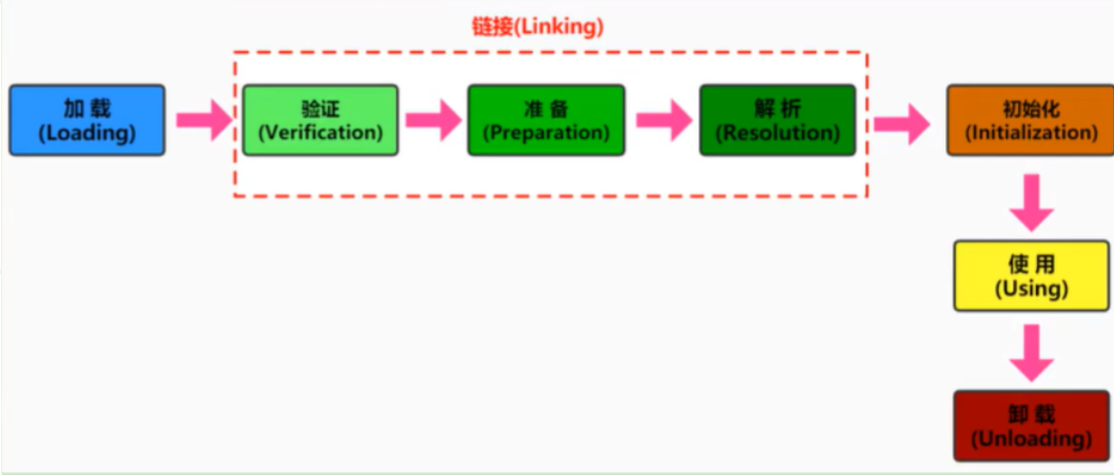 链接(Linking)
加 载
(Loading)
验证
(Verification)
准 备
(Preparation)
解 析
(Resolution)
初始化
(Initialization)
使 用
(Using)
卸 载
(Unloading)